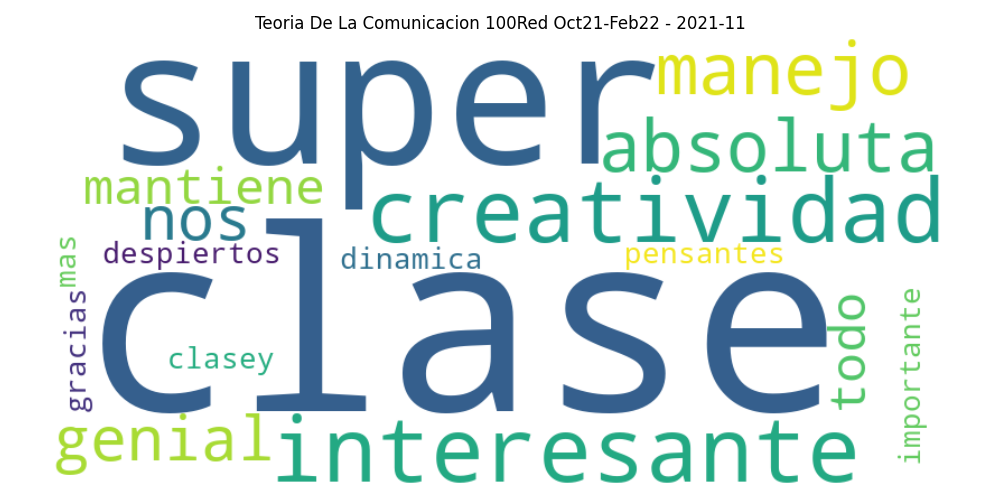 Teoria De La Comunicacion 100Red Oct21-Feb22 - 2021-11
super
manejo
absoluta
mantiene
creatividad
nos
despiertos
dinamica
pensantes
mas
clase
gracias
clasey
todo
importante
genial
interesante